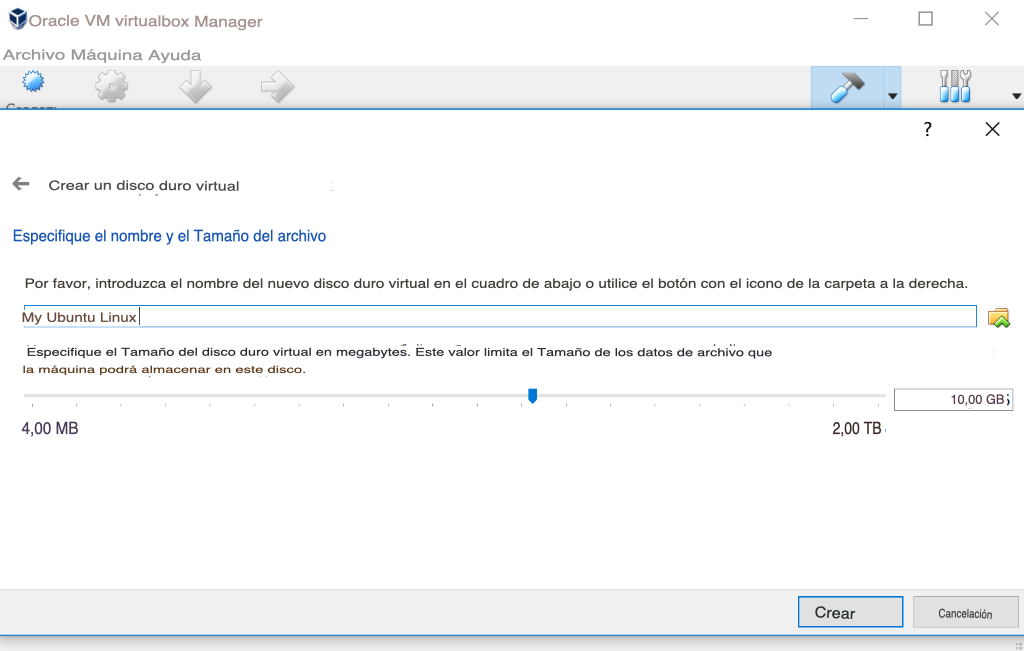 Oracle VM virtualbox Manager
Archivo Máquina Ayuda
?
Crear un disco duro virtual
Especifique el nombre y el Tamaño del archivo
Por favor, introduzca el nombre del nuevo disco duro virtual en el cuadro de abajo o utilice el botón con el icono de la carpeta a la derecha.
My Ubuntu Linux
Especifique el Tamaño del disco duro virtual en megabytes. Este valor limita el Tamaño de los datos de archivo que
la máquina podrá almacenar en este disco.
10,00 GB
4,00 MB 2,00 TB
Crear Cancelación